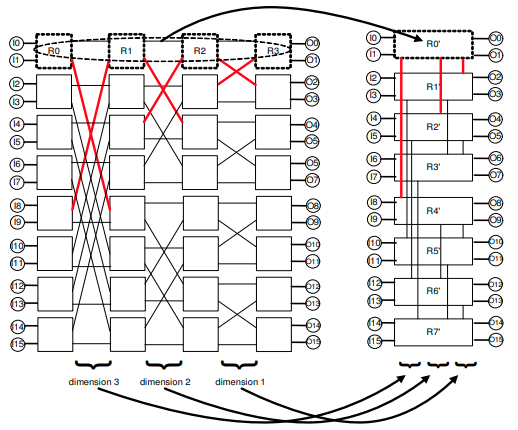 I0 R0 R1 R2 R3 O0
I1 O1
I2 O2
I3 O3
I4 O4
I5 O5
I6 O5
I7 O7
I8 O8
I9 O9
I10 O10
I11 O11
I12 O12
I13 O13
I14 O14
I15 O15
dimension 3 dimension 2 dimension 1
I0 R0' O0
I1 O1
I2 R1' O2
I3 O3
I4 R2' O4
I5 O5
I6 R3' O6
I7 O7
I8 R4' O8
I9 O9
I10 R5' O10
I11 O11
I12 R6' O12
I13 O13
I14 R7' O14
I15 O15